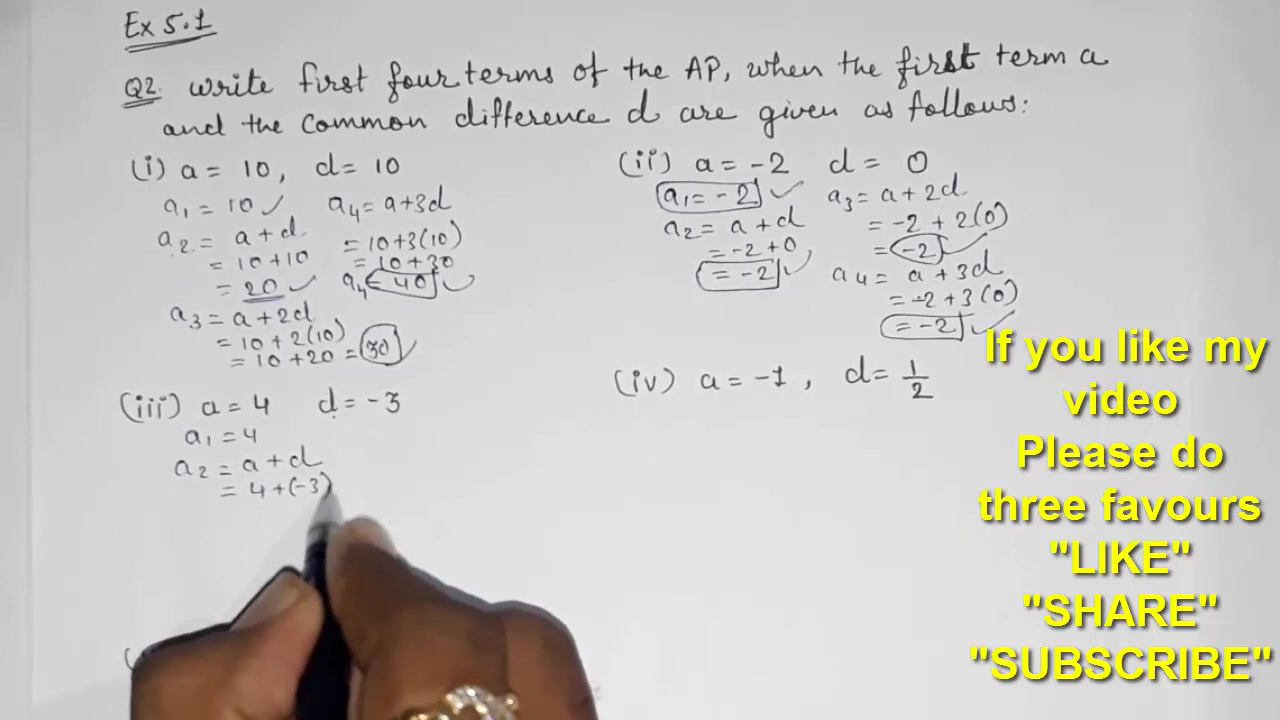 Ex 5.1
Q2. Write first four terms of the AP, when the first term a
and the common difference d are given as follows:
(i) a = 10, d = 10
a₁ = 10 ✓
a₂ = a + d
= 10 + 10
= 20 ✓
a₃ = a + 2d
= 10 + 2(10)
= 10 + 20 = 30 ✓
a₄ = a + 3d
= 10 + 3(10)
= 10 + 30
a₄ = 40 ✓
(ii) a = -2 d = 0
a₁ = -2 ✓
a₂ = a + d
= -2 + 0
= -2 ✓
a₃ = a + 2d
= -2 + 2(0)
= -2 ✓
a₄ = a + 3d
= -2 + 3(0)
= -2 ✓
(iii) a = 4 d = -3
a₁ = 4
a₂ = a + d
= 4 + (-3)
(iv) a = -1, d = 1/2
(
If you like my
video
Please do
three favours
"LIKE"
"SHARE"
"SUBSCRIBE"